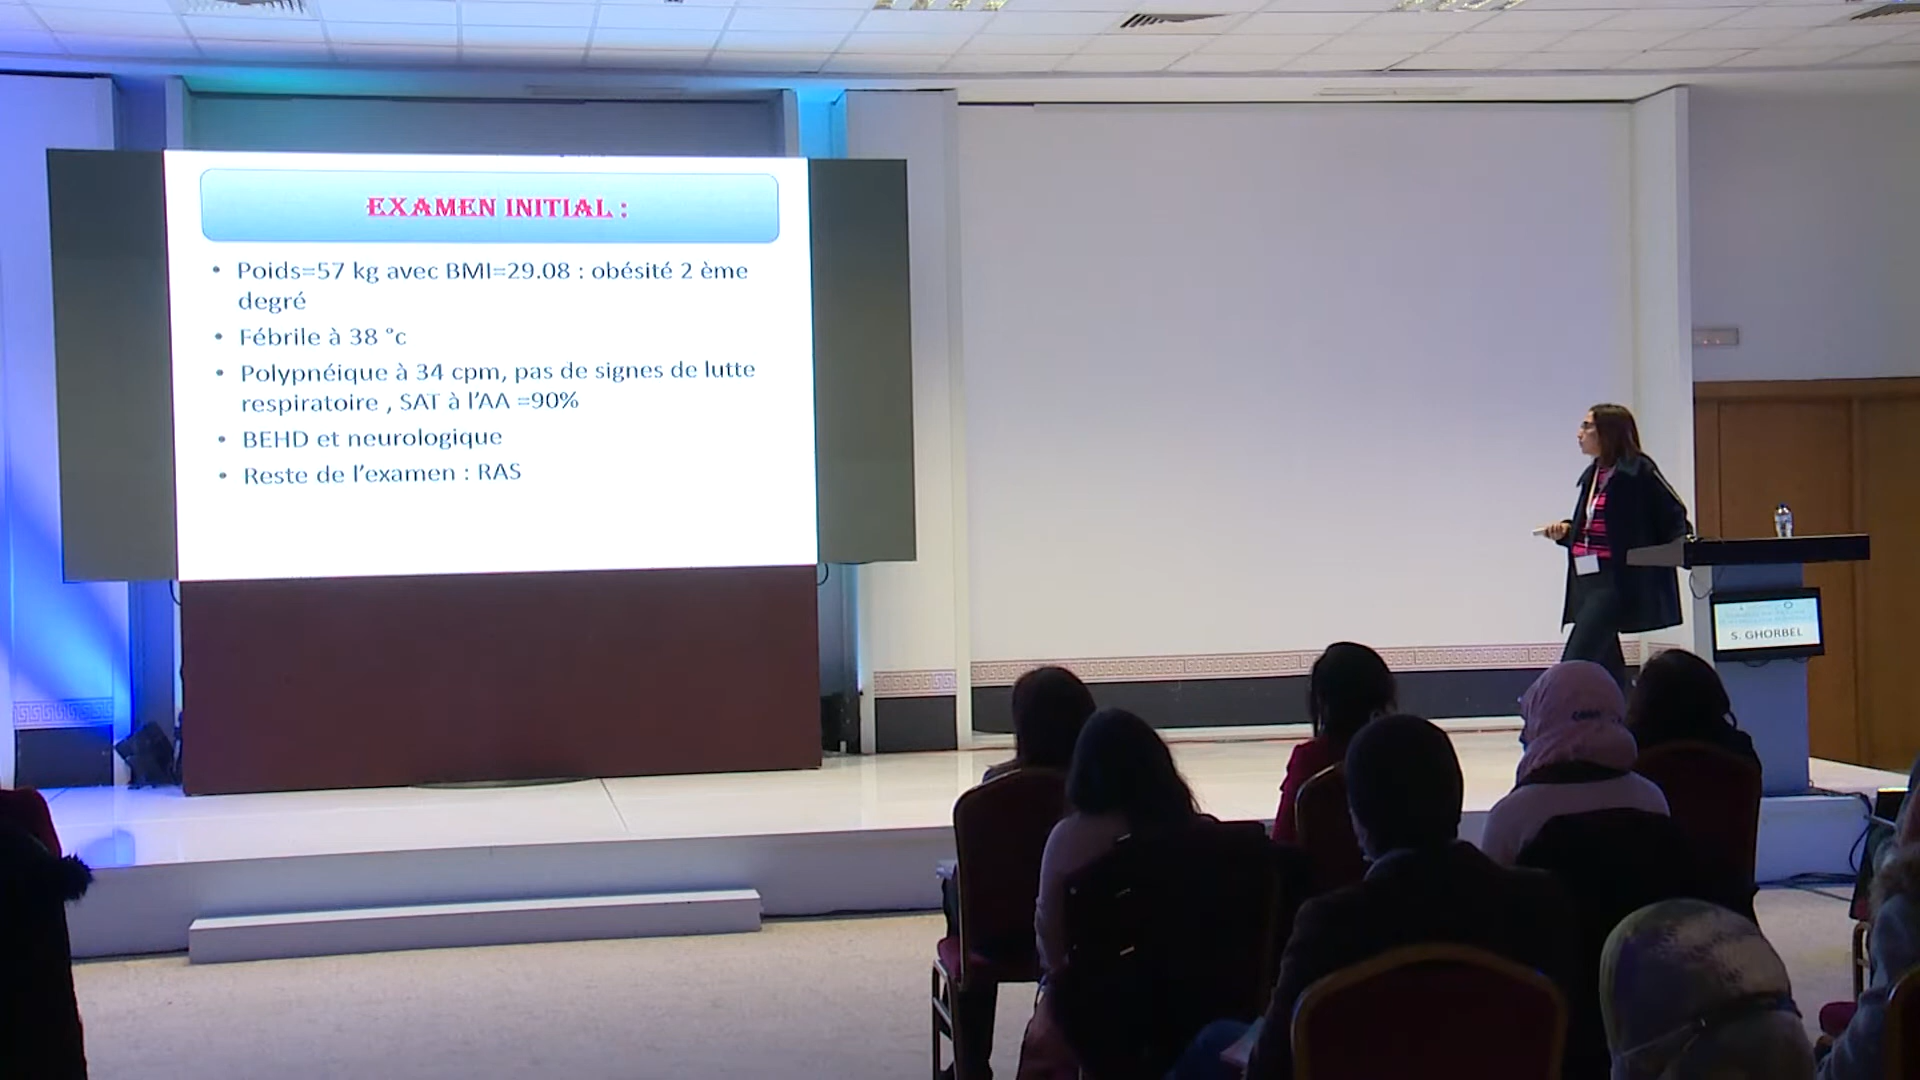 EXAMEN INITIAL :
• Poids=57 kg avec BMI=29.08 : obésité 2 ème
degré
• Fébrile à 38 °c
• Polypnéique à 34 cpm, pas de signes de lutte
respiratoire , SAT à l’AA =90%
• BEHD et neurologique
• Reste de l’examen : RAS
S. GHORBEL